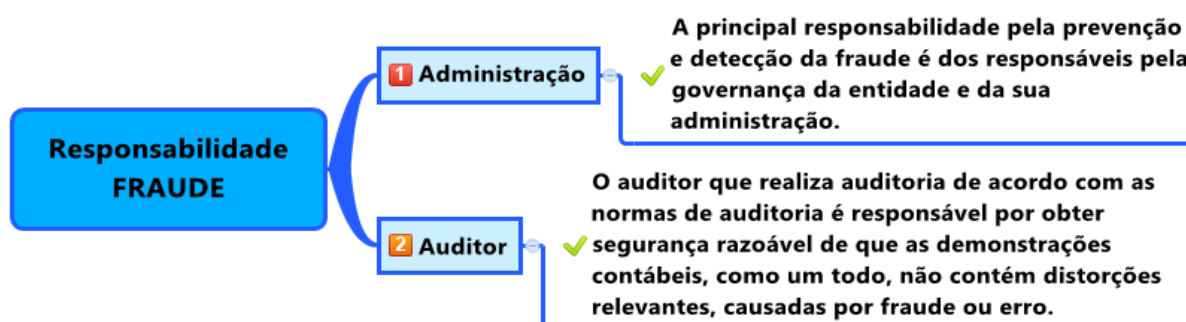 Responsabilidade
FRAUDE
1 Administração
A principal responsabilidade pela prevenção
e detecção da fraude é dos responsáveis pela
governança da entidade e da sua
administração.
2 Auditor
O auditor que realiza auditoria de acordo com as
normas de auditoria é responsável por obter
segurança razoável de que as demonstrações
contábeis, como um todo, não contém distorções
relevantes, causadas por fraude ou erro.